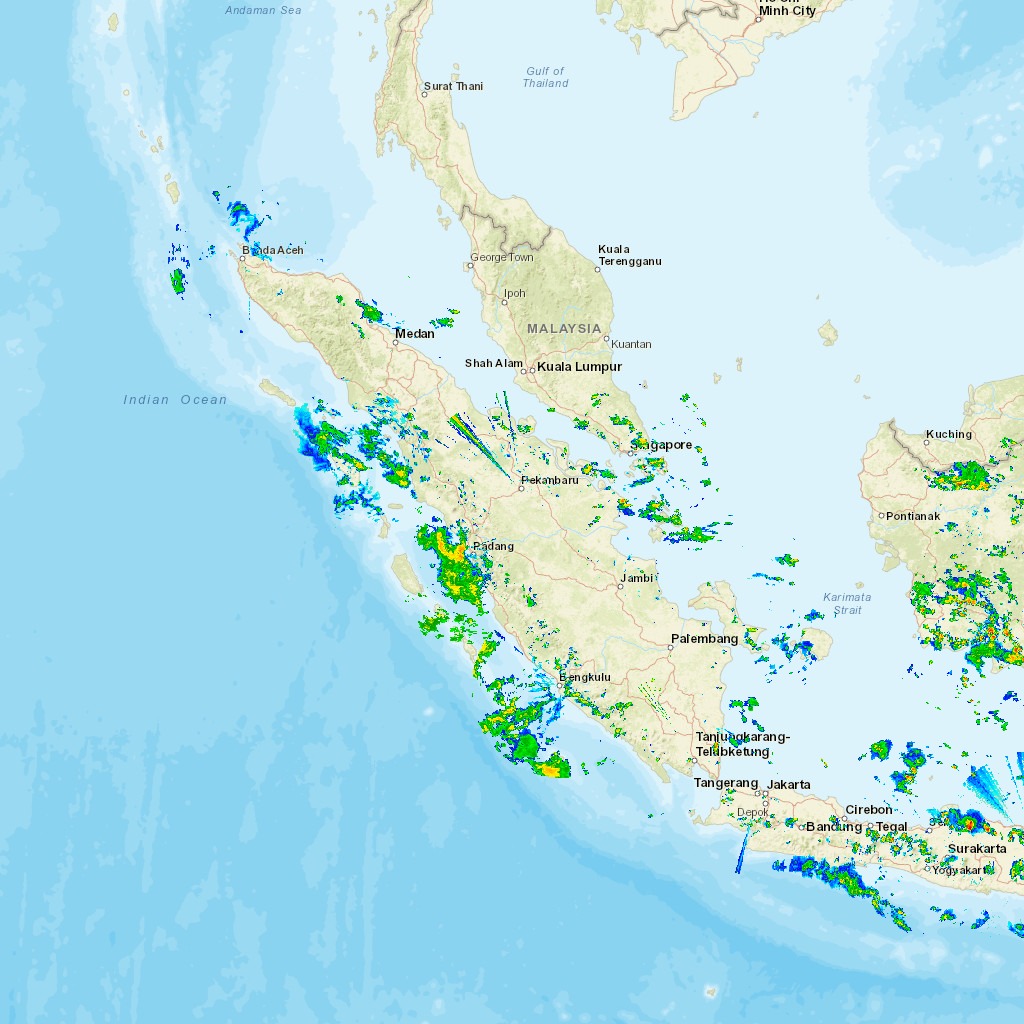 Andaman Sea
Minh City
Gulf of
Thailand
Surat Thani
Banda Aceh
George Town
Kuala
Terengganu
Ipoh
MALAYSIA
Medan
Kuantan
Shah Alam
Kuala Lumpur
Indian Ocean
Singapore
Kuching
Pekanbaru
Pontianak
Padang
Jambi
Karimata
Strait
Palembang
Bengkulu
Tanjungkarang-
Telukbetung
Tangerang
Jakarta
Depok
Cirebon
Bandung
Tegal
Surakarta
Yogyakarta